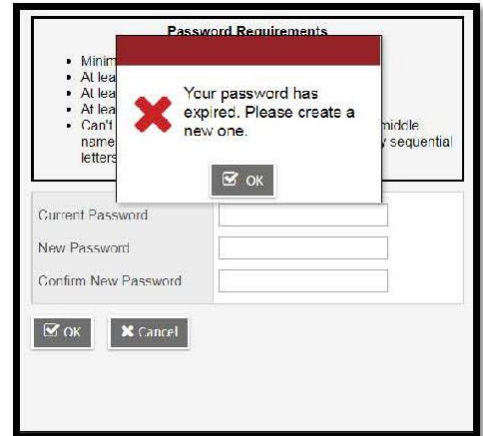 Password Requirements
• Minim
• At lea
• At lea
• At lea
• Can't middle
name y sequential
letters
Your password has
expired. Please create a
new one.
OK
Current Password
New Password
Confirm New Password
OK Cancel